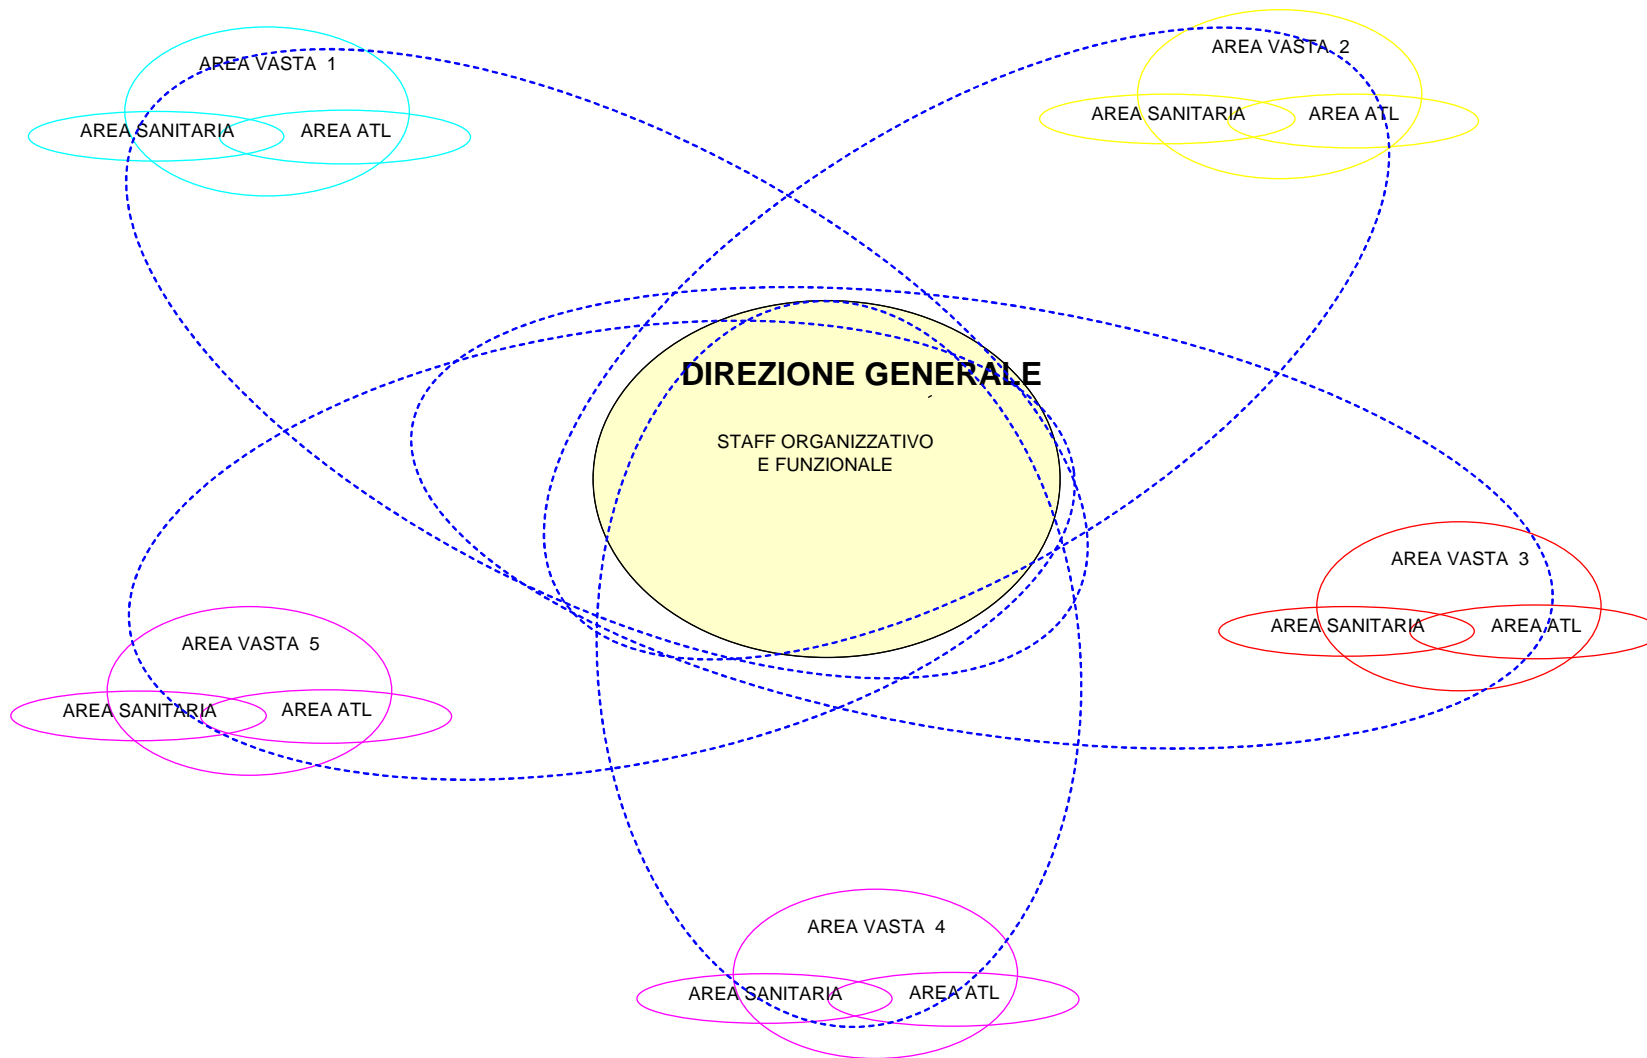 AREA VASTA  1
AREA SANITARIA
AREA ATL
AREA VASTA  2
AREA SANITARIA
AREA ATL
DIREZIONE GENERALE
STAFF ORGANIZZATIVO
E FUNZIONALE
AREA VASTA  3
AREA SANITARIA
AREA ATL
AREA VASTA  5
AREA SANITARIA
AREA ATL
AREA VASTA  4
AREA SANITARIA
AREA ATL